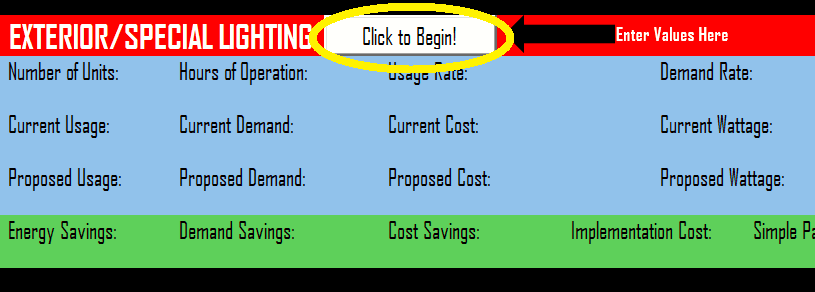 EXTERIOR/SPECIAL LIGHTING Click to Begin! Enter Values Here
Number of Units: Hours of Operation: Usage Rate: Demand Rate:
Current Usage: Current Demand: Current Cost: Current Wattage:
Proposed Usage: Proposed Demand: Proposed Cost: Proposed Wattage:
Energy Savings: Demand Savings: Cost Savings: Implementation Cost: Simple Pa